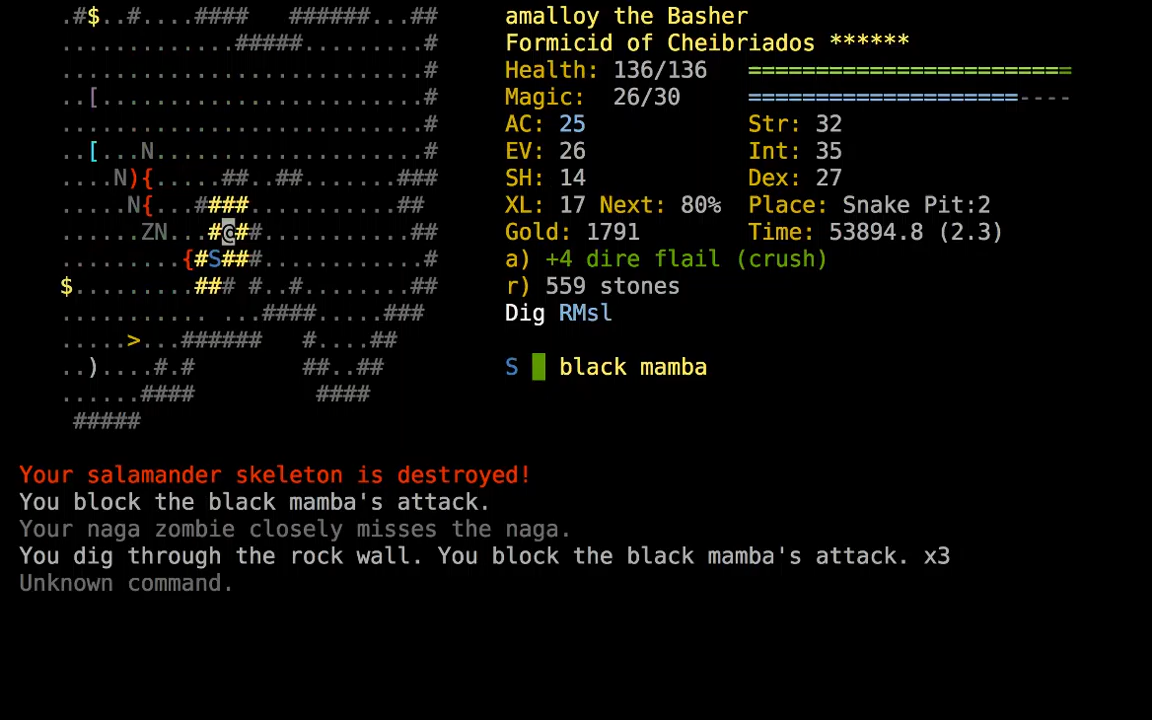 .#$..#....####   ######...##   amalloy the Basher
.............#####.........#   Formicid of Cheibriados ******
...........................#   Health: 136/136   ========================
..[........................#   Magic:  26/30     ====================----
...........................#   AC: 25            Str: 32
..[...N....................#   EV: 26            Int: 35
....N){.....##..##.......###   SH: 14            Dex: 27
.....N{...####...........##    XL: 17 Next: 80%  Place: Snake Pit:2
......ZN...#@##...........##   Gold: 1791        Time: 53894.8 (2.3)
.........{#S###............#   a) +4 dire flail (crush)
$.........### #..#........##   r) 559 stones
........... ...####.....###    Dig RMsl
.....>...######   #....##
..)....#.#        ##..##       S black mamba
......####         ####
#####
Your salamander skeleton is destroyed!
You block the black mamba's attack.
Your naga zombie closely misses the naga.
You dig through the rock wall. You block the black mamba's attack. x3
Unknown command.